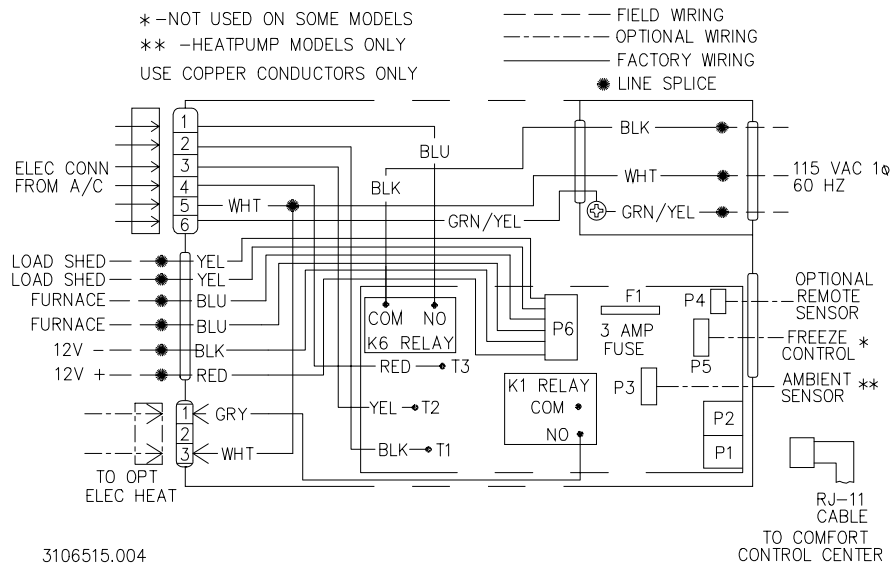 *-NOT USED ON SOME MODELS
** -HEATPUMP MODELS ONLY
USE COPPER CONDUCTORS ONLY
FIELD WIRING
OPTIONAL WIRING
FACTORY WIRING
LINE SPLICE
1
2
3
4
5
6
ELEC CONN
FROM A/C
WHT
BLU
BLK
BLK
WHT
GRN/YEL
GRN/YEL
115 VAC 1ø
60 HZ
LOAD SHED
YEL
LOAD SHED
YEL
FURNACE
BLU
FURNACE
BLU
12V -
BLK
12V +
RED
COM
NO
K6 RELAY
P6
F1
3 AMP
FUSE
P4
P5
OPTIONAL
REMOTE
SENSOR
FREEZE
CONTROL *
AMBIENT
SENSOR **
RED
T3
YEL
T2
BLK
T1
K1 RELAY
COM
NO
P3
P2
P1
1
2
3
GRY
WHT
TO OPT
ELEC HEAT
RJ-11
CABLE
TO COMFORT
CONTROL CENTER
3106515.004